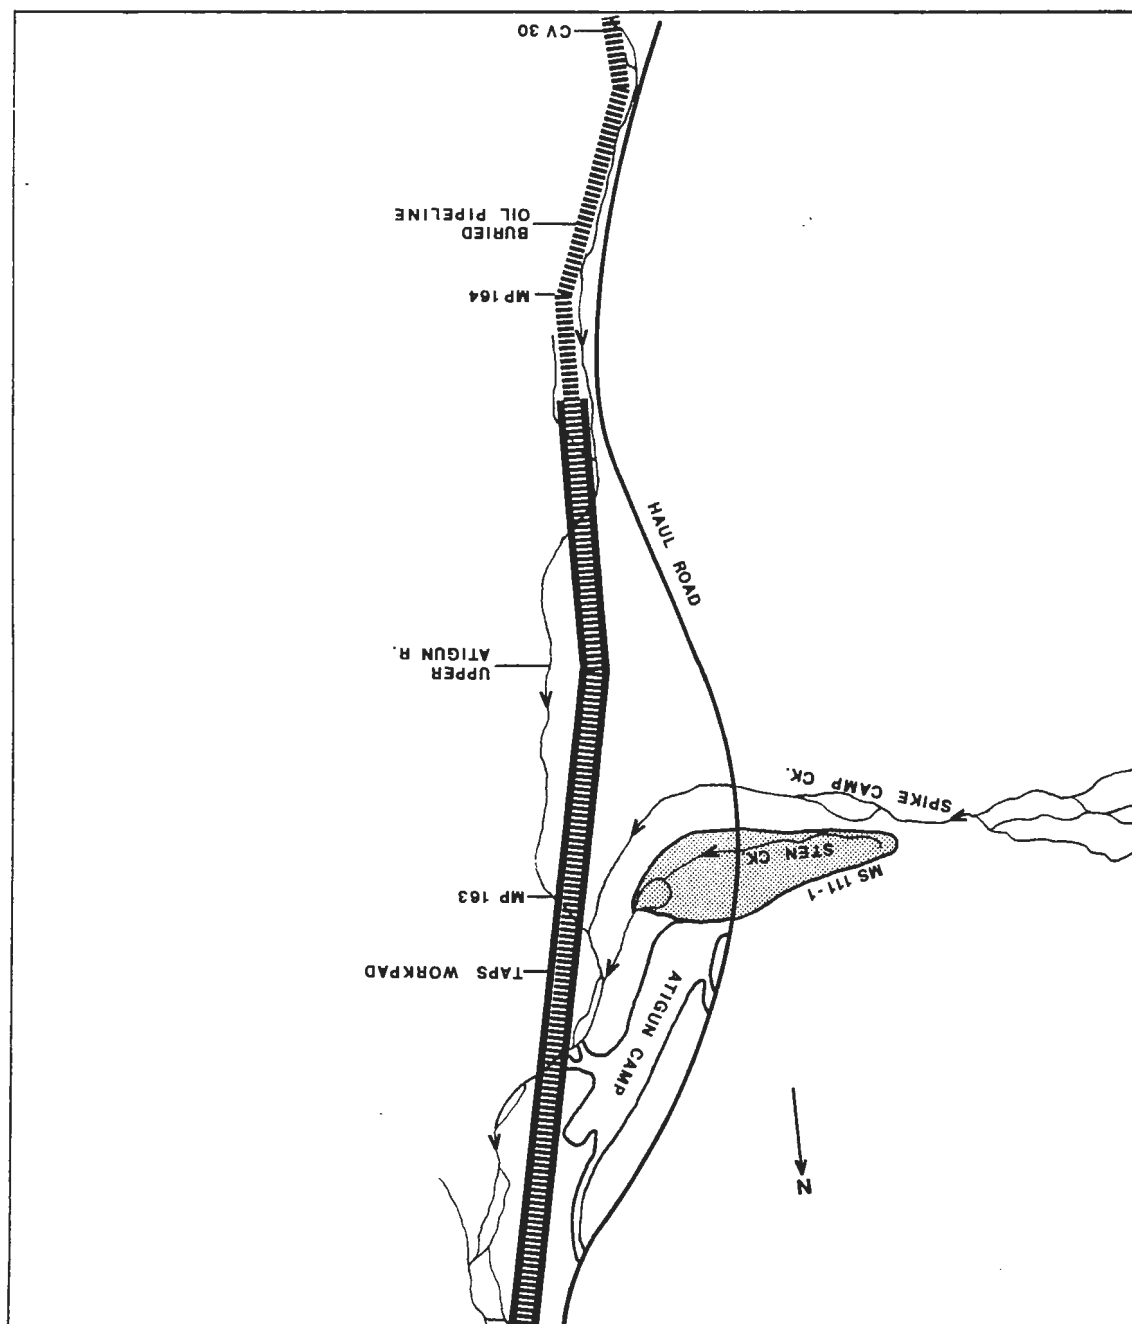 CV 30
BURIED
OIL PIPELINE
MP 164
HAUL ROAD
UPPER
ATIGUN R.
SPIKE CAMP CK.
STEN CK.
MS 111-1
MP 163
TAPS WORKPAD
ATIGUN CAMP
N